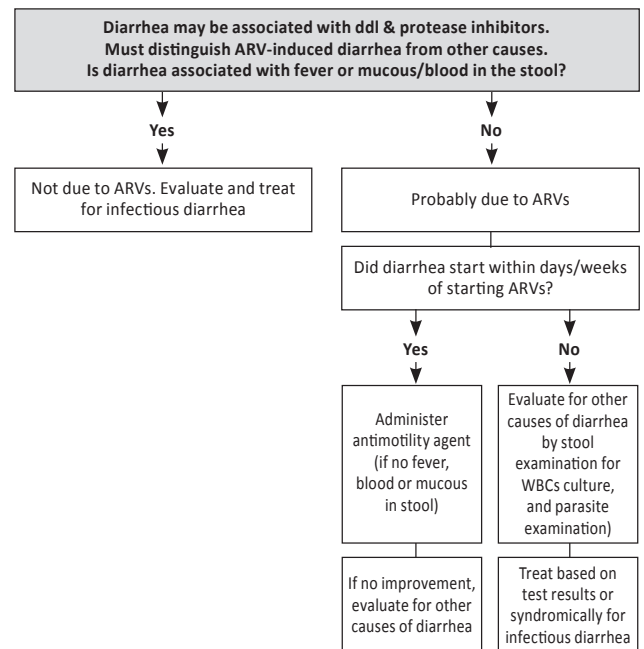 Diarrhea may be associated with ddl & protease inhibitors.
Must distinguish ARV-induced diarrhea from other causes.
Is diarrhea associated with fever or mucous/blood in the stool?
Yes
No
Not due to ARVs. Evaluate and treat
for infectious diarrhea
Probably due to ARVs
Did diarrhea start within days/weeks
of starting ARVs?
Yes
No
Administer
antimotility agent
(if no fever,
blood or mucous
in stool)
Evaluate for other
causes of diarrhea
by stool
examination for
WBCs culture,
and parasite
examination)
If no improvement,
evaluate for other
causes of diarrhea
Treat based on
test results or
syndromically for
infectious diarrhea